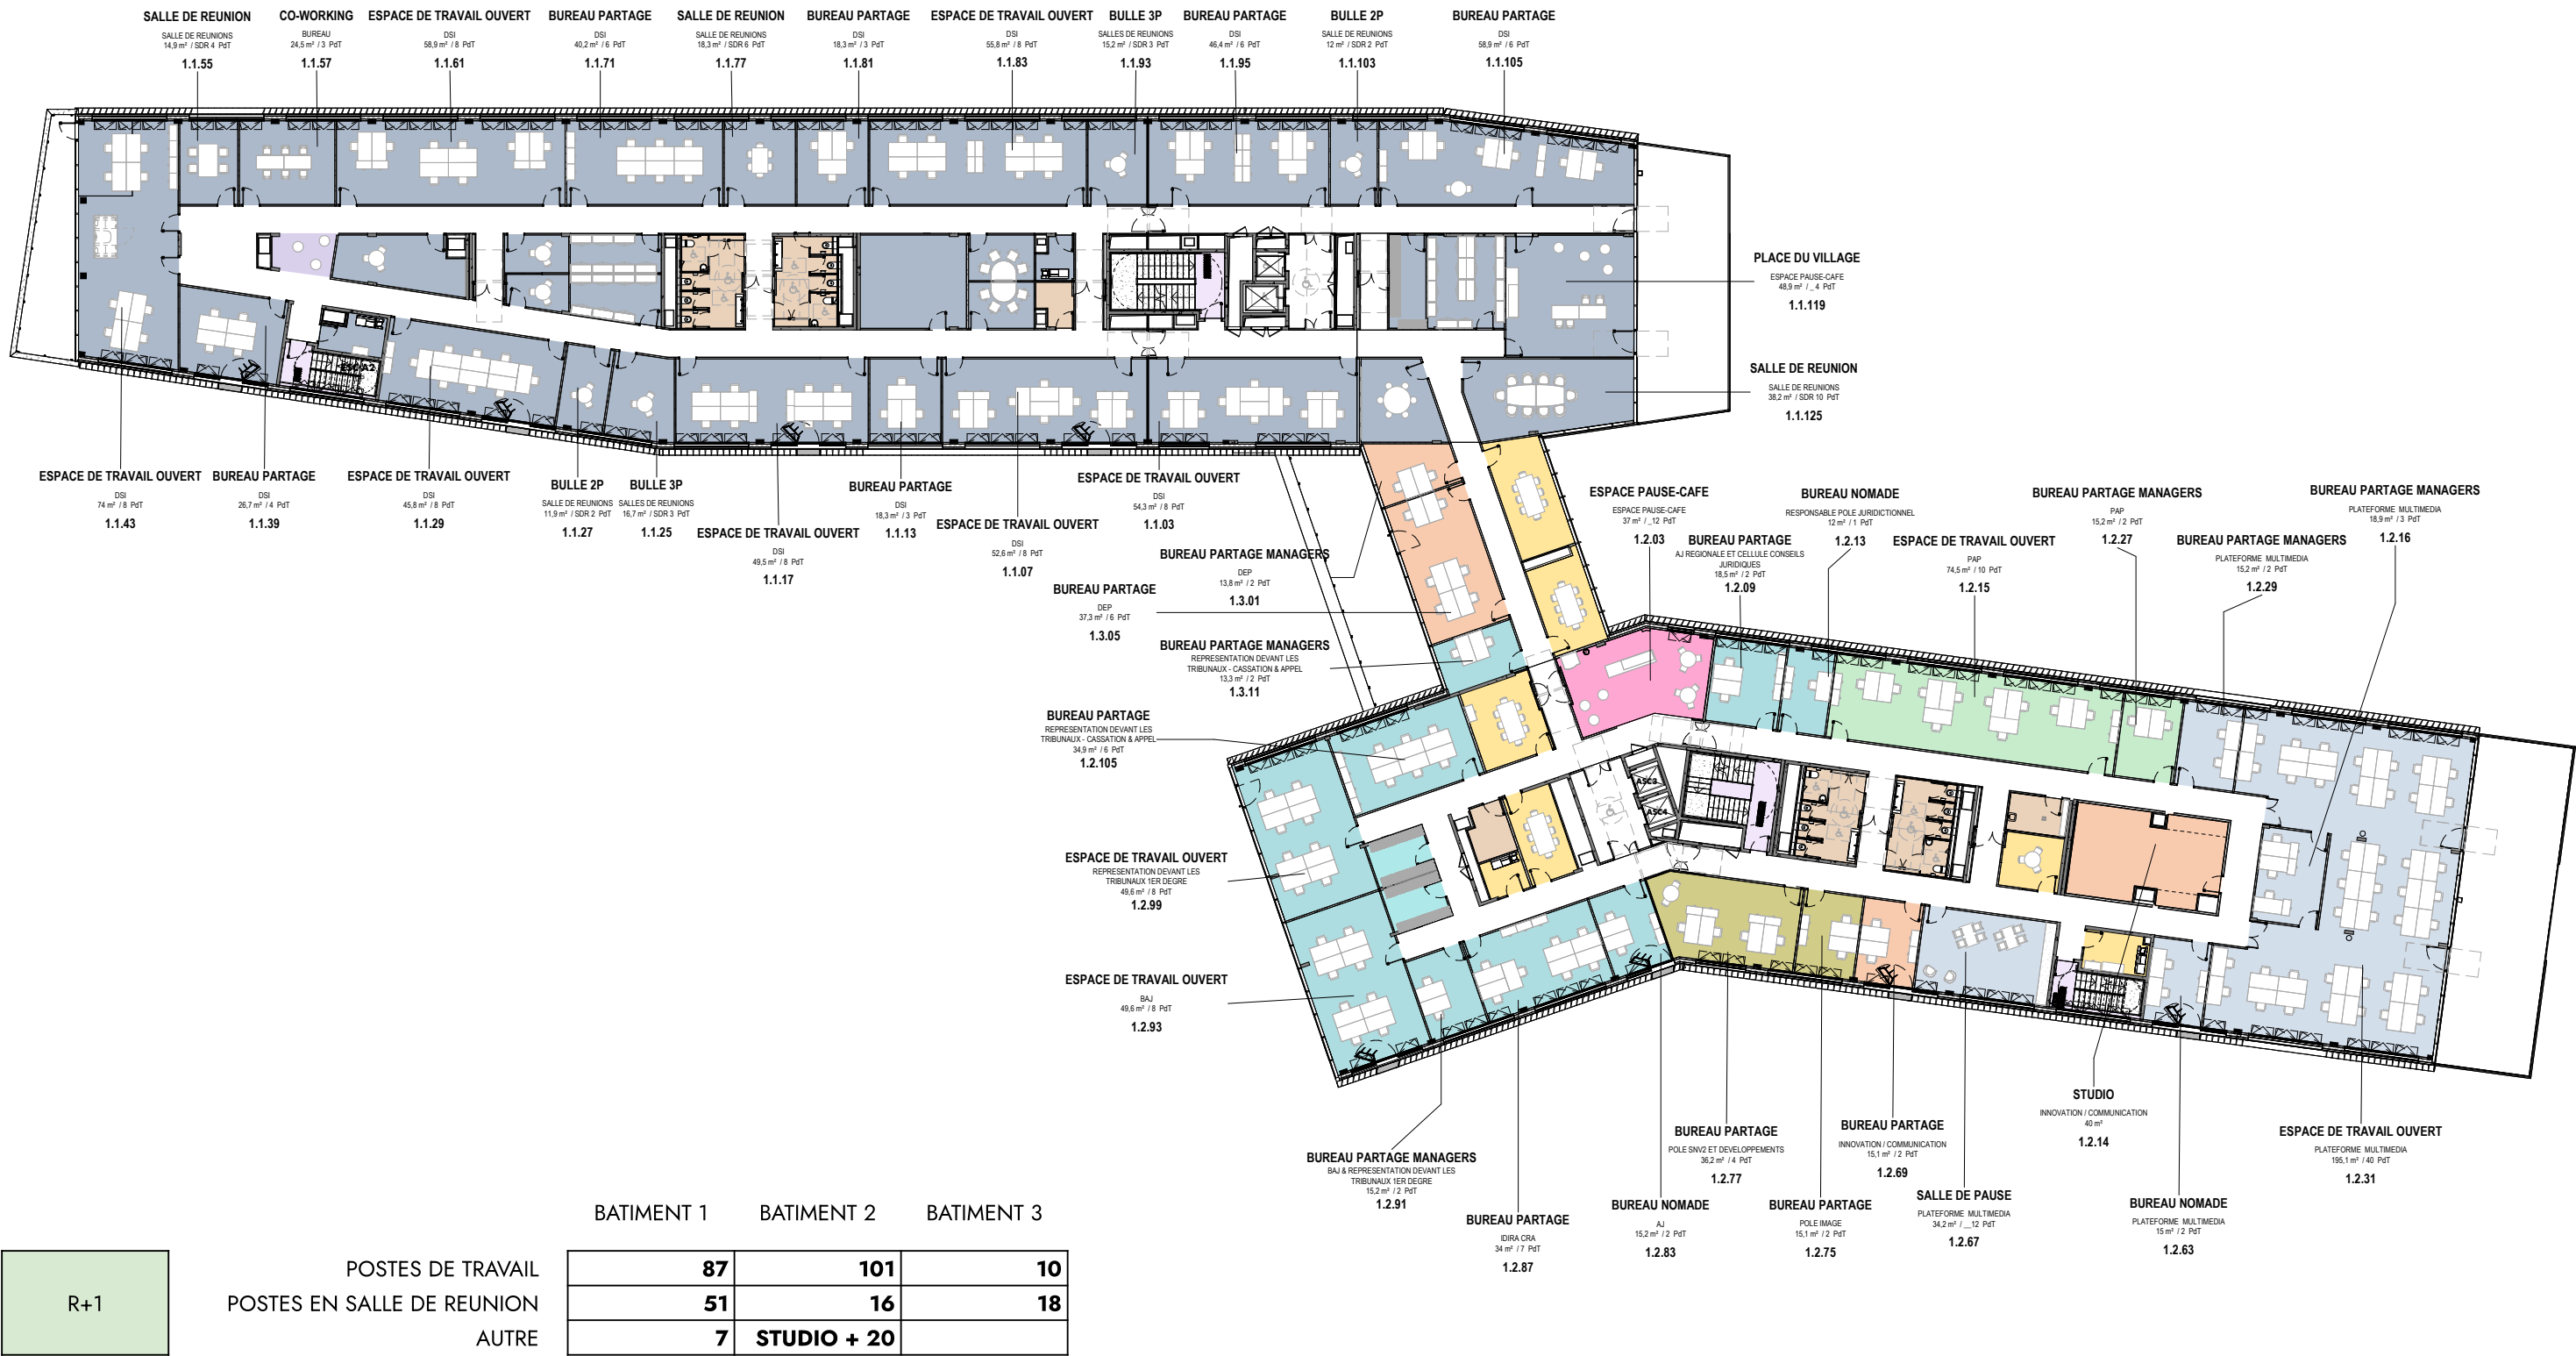 SALLE DE REUNION
SALLE DE REUNIONS
14,9 m² / SDR 4 PdT
1.1.55
CO-WORKING
BUREAU
24,5 m² / 3 PdT
1.1.57
ESPACE DE TRAVAIL OUVERT
DSI
58,9 m² / 8 PdT
1.1.61
BUREAU PARTAGE
DSI
40,2 m² / 6 PdT
1.1.71
SALLE DE REUNION
SALLE DE REUNIONS
18,3 m² / SDR 6 PdT
1.1.77
BUREAU PARTAGE
DSI
18,3 m² / 3 PdT
1.1.81
ESPACE DE TRAVAIL OUVERT
DSI
55,8 m² / 8 PdT
1.1.83
BULLE 3P
SALLES DE REUNIONS
15,2 m² / SDR 3 PdT
1.1.93
BUREAU PARTAGE
DSI
46,4 m² / 6 PdT
1.1.95
BULLE 2P
SALLE DE REUNIONS
12 m² / SDR 2 PdT
1.1.103
BUREAU PARTAGE
DSI
58,9 m² / 6 PdT
1.1.105
PLACE DU VILLAGE
ESPACE PAUSE-CAFE
48,9 m² / _ 4 PdT
1.1.119
SALLE DE REUNION
SALLE DE REUNIONS
38,2 m² / SDR 10 PdT
1.1.125
ESC A2
ESPACE DE TRAVAIL OUVERT
DSI
74 m² / 8 PdT
1.1.43
BUREAU PARTAGE
DSI
26,7 m² / 4 PdT
1.1.39
ESPACE DE TRAVAIL OUVERT
DSI
45,8 m² / 8 PdT
1.1.29
BULLE 2P
SALLE DE REUNIONS
11,9 m² / SDR 2 PdT
1.1.27
BULLE 3P
SALLES DE REUNIONS
16,7 m² / SDR 3 PdT
1.1.25
ESPACE DE TRAVAIL OUVERT
DSI
49,5 m² / 8 PdT
1.1.17
BUREAU PARTAGE
DSI
18,3 m² / 3 PdT
1.1.13
ESPACE DE TRAVAIL OUVERT
DSI
52,6 m² / 8 PdT
1.1.07
ESPACE DE TRAVAIL OUVERT
DSI
54,3 m² / 8 PdT
1.1.03
BUREAU PARTAGE MANAGERS
DEP
13,8 m² / 2 PdT
1.3.01
BUREAU PARTAGE
DEP
37,3 m² / 6 PdT
1.3.05
BUREAU PARTAGE MANAGERS
REPRESENTATION DEVANT LES
TRIBUNAUX - CASSATION & APPEL
13,3 m² / 2 PdT
1.3.11
BUREAU PARTAGE
REPRESENTATION DEVANT LES
TRIBUNAUX - CASSATION & APPEL
34,9 m² / 6 PdT
1.2.105
ESPACE DE TRAVAIL OUVERT
REPRESENTATION DEVANT LES
TRIBUNAUX 1ER DEGRE
49,6 m² / 8 PdT
1.2.99
ESPACE DE TRAVAIL OUVERT
BAJ
49,6 m² / 8 PdT
1.2.93
ESPACE PAUSE-CAFE
ESPACE PAUSE-CAFE
37 m² / _12 PdT
1.2.03
BUREAU PARTAGE
AJ REGIONALE ET CELLULE CONSEILS
JURIDIQUES
18,5 m² / 2 PdT
1.2.09
BUREAU NOMADE
RESPONSABLE POLE JURIDICTIONNEL
12 m² / 1 PdT
1.2.13
ESPACE DE TRAVAIL OUVERT
PAP
74,5 m² / 10 PdT
1.2.15
BUREAU PARTAGE MANAGERS
PAP
15,2 m² / 2 PdT
1.2.27
BUREAU PARTAGE MANAGERS
PLATEFORME MULTIMEDIA
15,2 m² / 2 PdT
1.2.29
BUREAU PARTAGE MANAGERS
PLATEFORME MULTIMEDIA
18,9 m² / 3 PdT
1.2.16
ASC3
ASC4
BUREAU PARTAGE MANAGERS
BAJ & REPRESENTATION DEVANT LES
TRIBUNAUX 1ER DEGRE
15,2 m² / 2 PdT
1.2.91
BUREAU PARTAGE
IDIRA CRA
34 m² / 7 PdT
1.2.87
BUREAU NOMADE
AJ
15,2 m² / 2 PdT
1.2.83
BUREAU PARTAGE
POLE SNV2 ET DEVELOPPEMENTS
36,2 m² / 4 PdT
1.2.77
BUREAU PARTAGE
POLE IMAGE
15,1 m² / 2 PdT
1.2.75
BUREAU PARTAGE
INNOVATION / COMMUNICATION
15,1 m² / 2 PdT
1.2.69
SALLE DE PAUSE
PLATEFORME MULTIMEDIA
34,2 m² / __12 PdT
1.2.67
STUDIO
INNOVATION / COMMUNICATION
40 m²
1.2.14
BUREAU NOMADE
PLATEFORME MULTIMEDIA
15 m² / 2 PdT
1.2.63
ESPACE DE TRAVAIL OUVERT
PLATEFORME MULTIMEDIA
195,1 m² / 40 PdT
1.2.31
BATIMENT 1 BATIMENT 2 BATIMENT 3
R+1
POSTES DE TRAVAIL 87 101 10
POSTES EN SALLE DE REUNION 51 16 18
AUTRE 7 STUDIO + 20